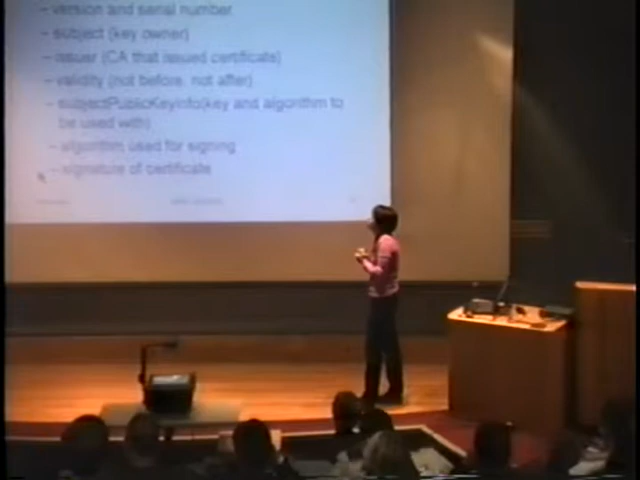 – version and serial number
– subject (key owner)
– issuer (CA that issued certificate)
– validity (not before, not after)
– subjectPublicKeyInfo(key and algorithm to
be used with)
– algorithm used for signing
– signature of certificate